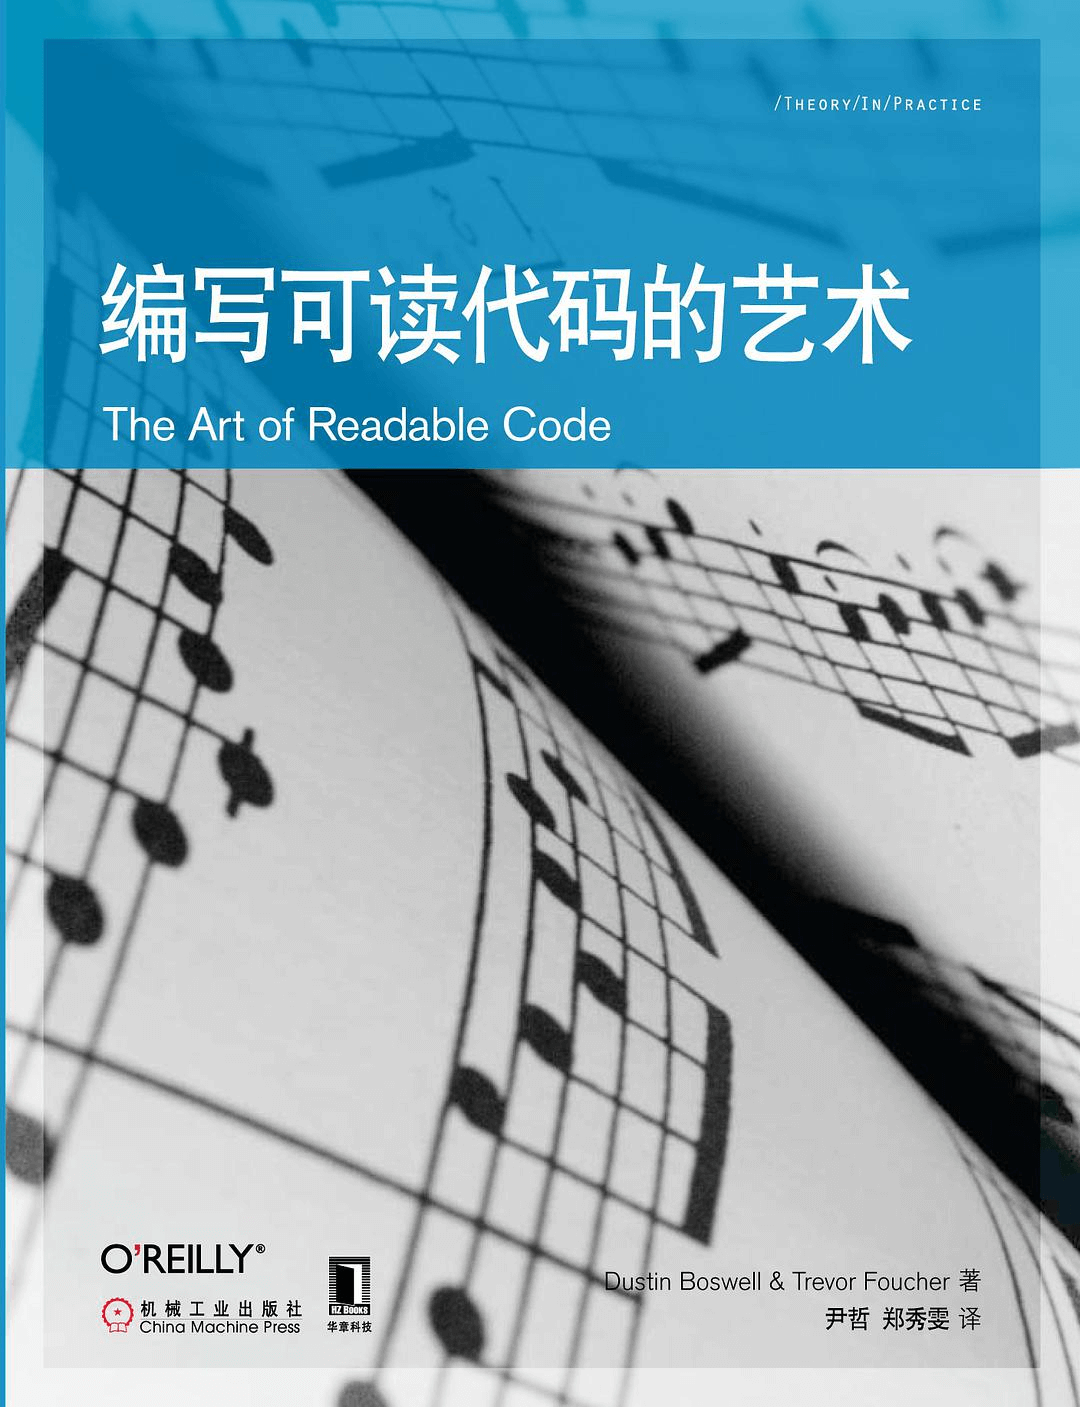 /THEORY/IN/PRACTICE
编写可读代码的艺术
The Art of Readable Code
O'REILLY®
机械工业出版社
China Machine Press
HZ Books
华章科技
Dustin Boswell & Trevor Foucher 著
尹哲 郑秀雯 译